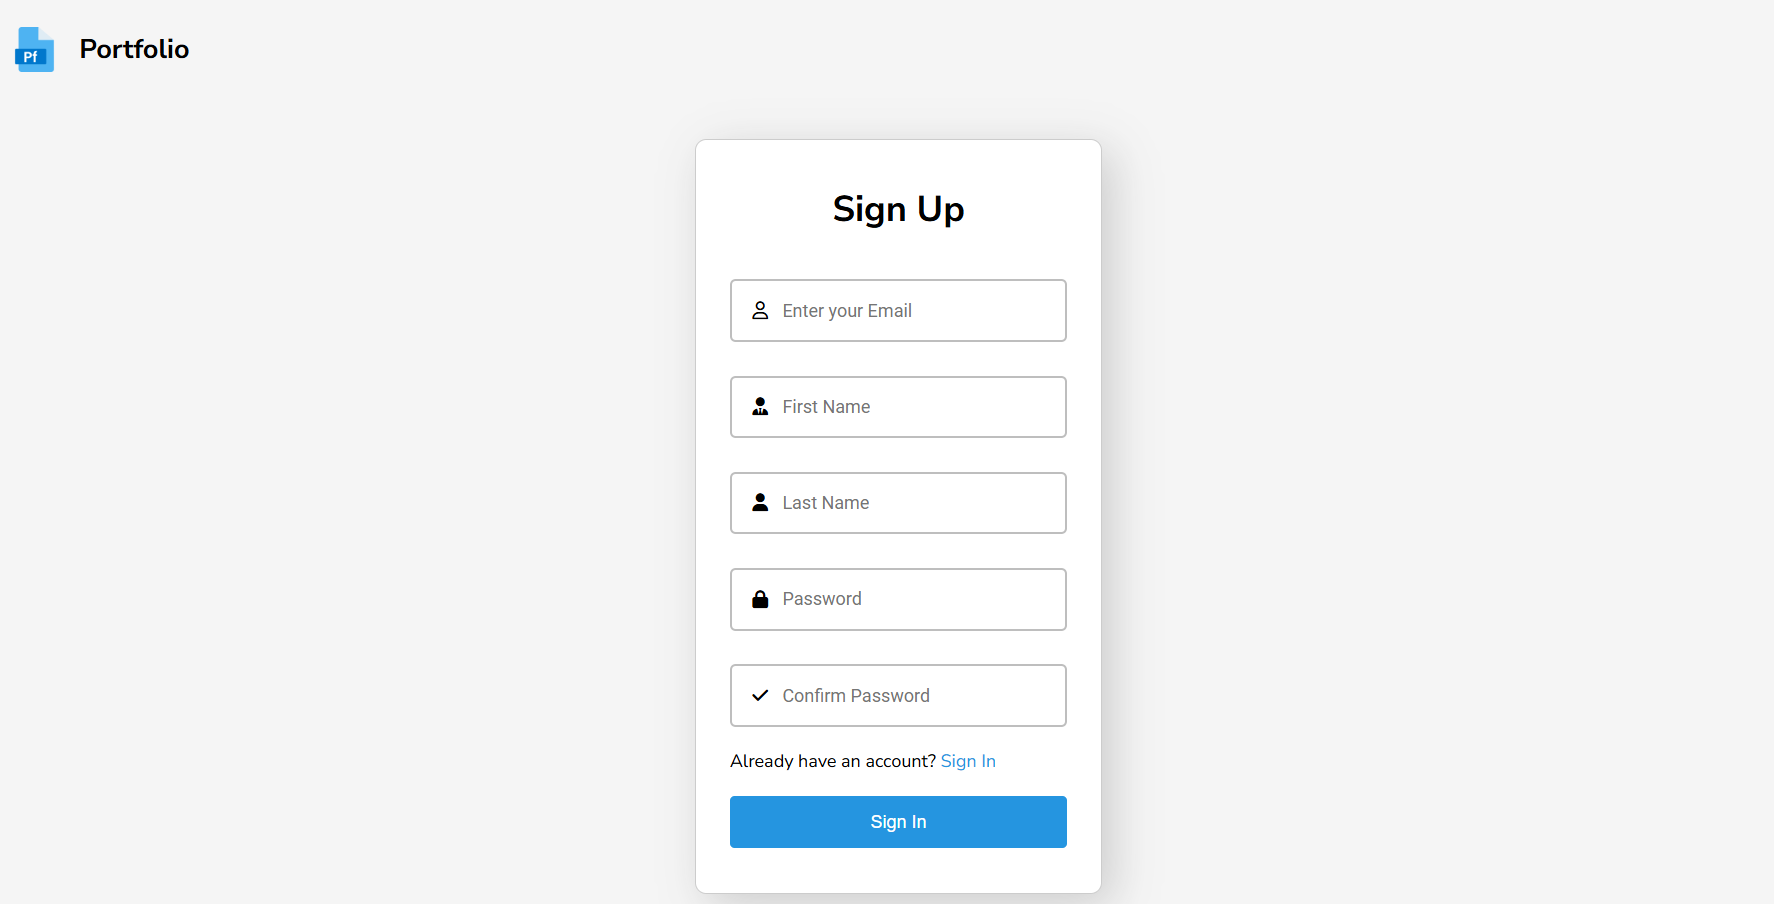 Pf
Portfolio
Sign Up
Enter your Email
First Name
Last Name
Password
Confirm Password
Already have an account? Sign In
Sign In